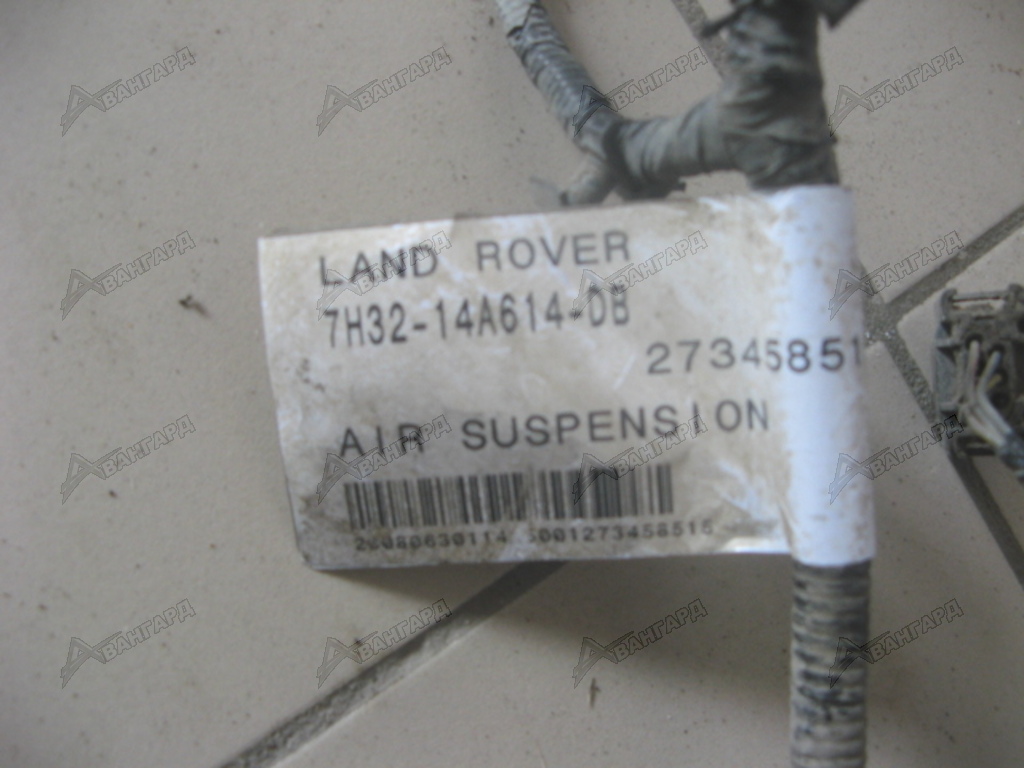 LAND ROVER
7H32-14A614-DB
27345851
AIR SUSPENSION
АВАНГАРД